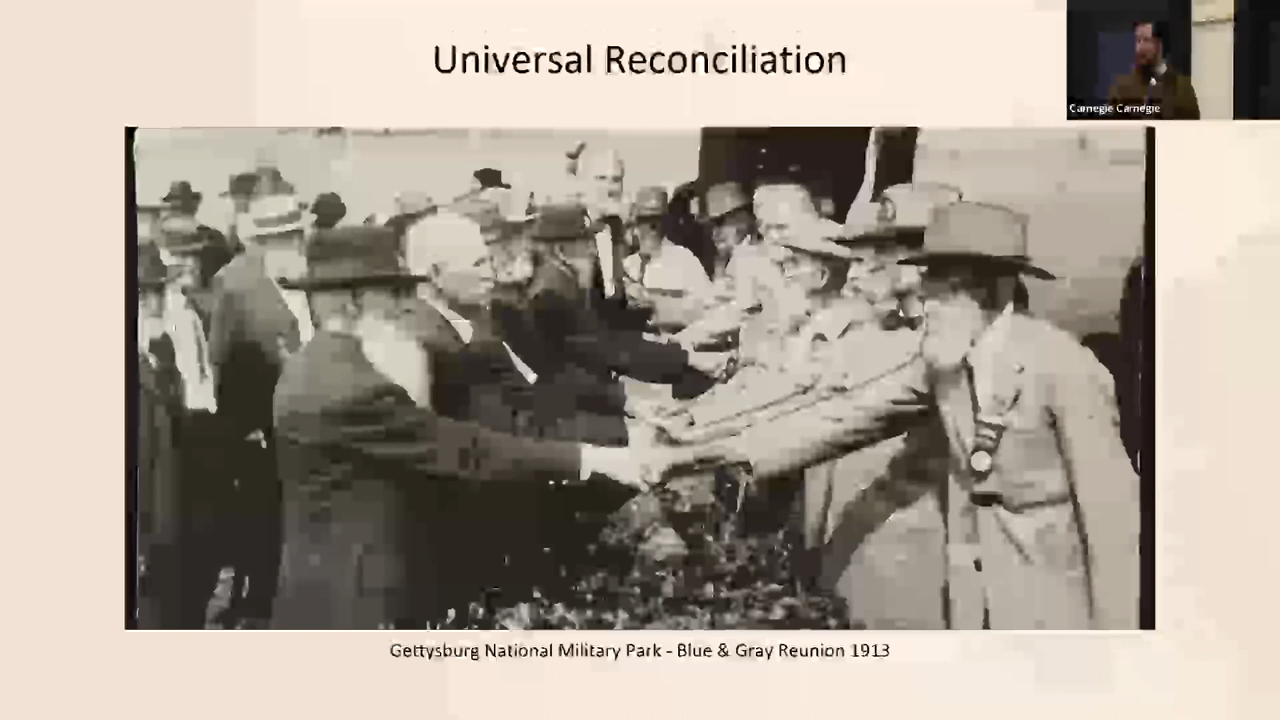 Universal Reconciliation
Carnegie Carnegie
Gettysburg National Military Park - Blue & Gray Reunion 1913